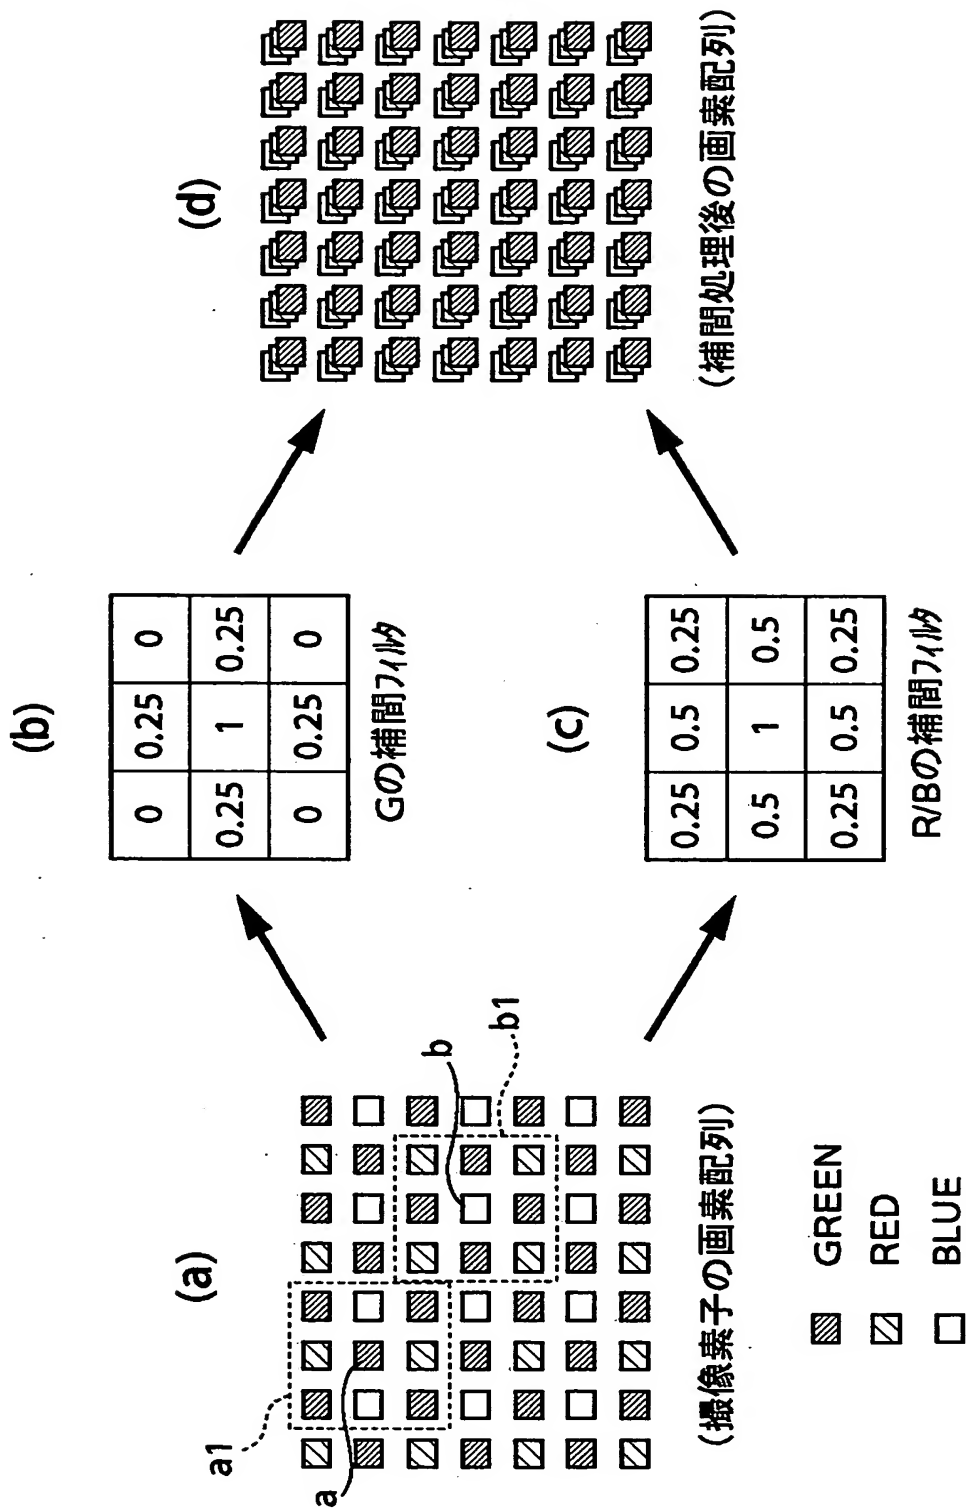 (a)
a1
a
b
b1
(撮像素子の画素配列)
GREEN
RED
BLUE
(b)
0 0.25 0
0.25 1 0.25
0 0.25 0
Gの補間フィルタ
(c)
0.25 0.5 0.25
0.5 1 0.5
0.25 0.5 0.25
R/Bの補間フィルタ
(d)
(補間処理後の画素配列)